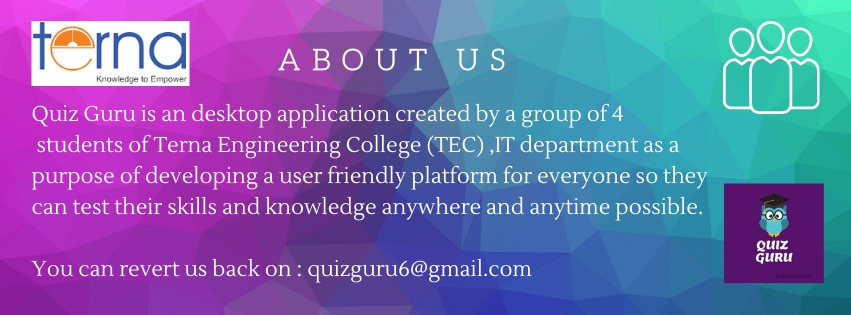 terna
Knowledge to Empower
ABOUT US
Quiz Guru is an desktop application created by a group of 4
students of Terna Engineering College (TEC) ,IT department as a
purpose of developing a user friendly platform for everyone so they
can test their skills and knowledge anywhere and anytime possible.
You can revert us back on : quizguru6@gmail.com
QUIZ
GURU